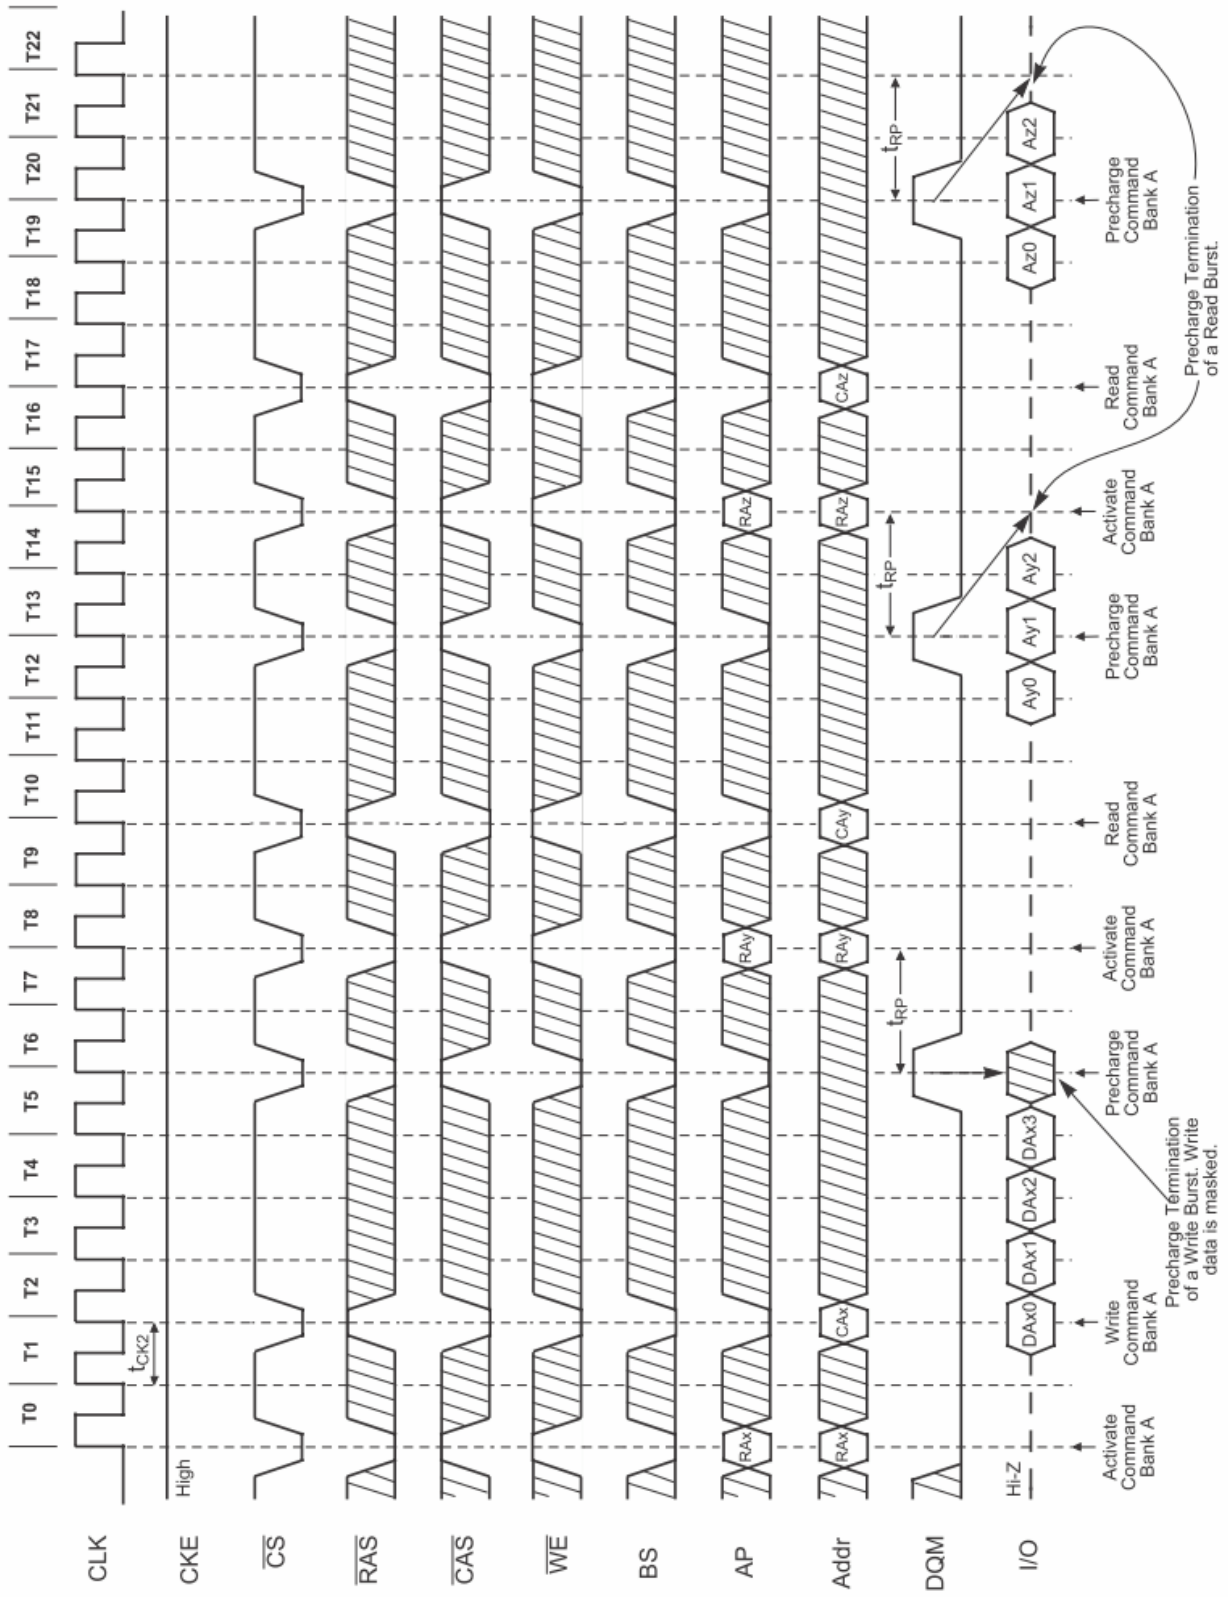 T0 T1 T2 T3 T4 T5 T6 T7 T8 T9 T10 T11 T12 T13 T14 T15 T16 T17 T18 T19 T20 T21 T22
CLK
tCK2
CKE
High
CS
RAS
CAS
WE
BS
AP
RAx RAy RAz
Addr
RAx CAx RAy CAy RAz CAz
DQM
tRP tRP tRP
I/O
Hi-Z
DAx0 DAx1 DAx2 DAx3 Ay0 Ay1 Ay2 Az0 Az1 Az2
Activate
Command
Bank A
Write
Command
Bank A
Precharge
Command
Bank A
Activate
Command
Bank A
Read
Command
Bank A
Precharge
Command
Bank A
Activate
Command
Bank A
Read
Command
Bank A
Precharge
Command
Bank A
Precharge Termination
of a Write Burst. Write
data is masked.
Precharge Termination
of a Read Burst.